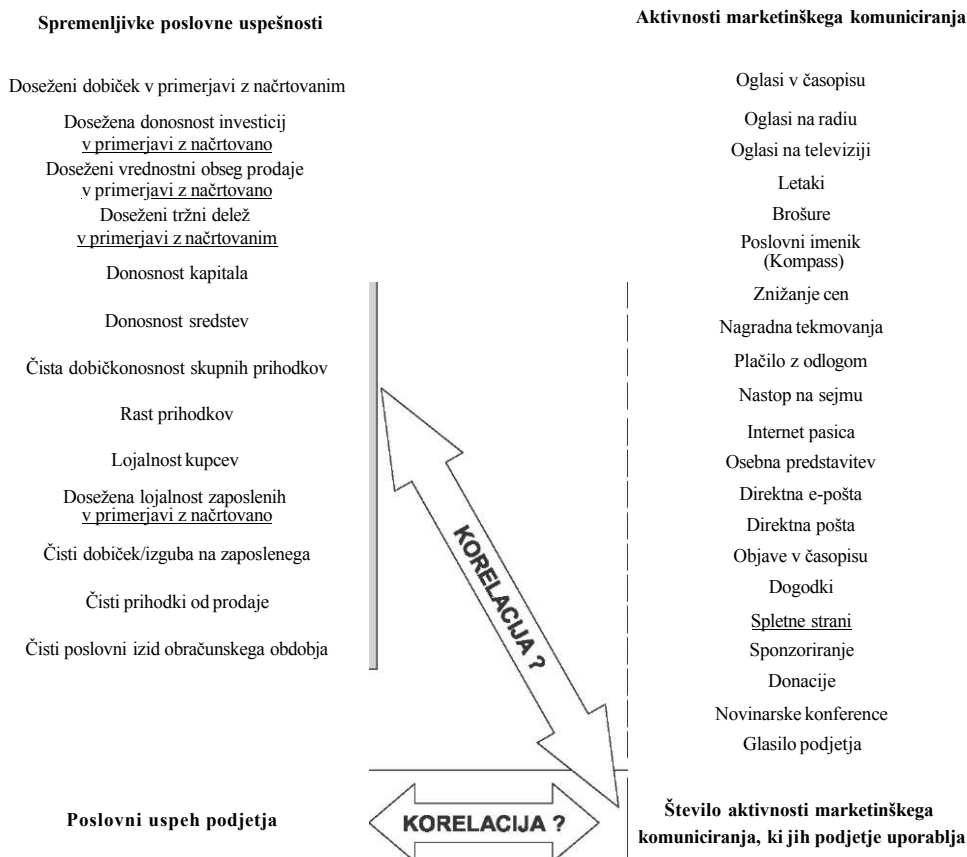 Spremenljivke poslovne uspešnosti
Doseženi dobiček v primerjavi z načrtovanim
Dosežena donosnost investicij
v primerjavi z načrtovano
Doseženi vrednostni obseg prodaje
v primerjavi z načrtovano
Doseženi tržni delež
v primerjavi z načrtovanim
Donosnost kapitala
Donosnost sredstev
Čista dobičkonosnost skupnih prihodkov
Rast prihodkov
Lojalnost kupcev
Dosežena lojalnost zaposlenih
v primerjavi z načrtovano
Čisti dobiček/izguba na zaposlenega
Čisti prihodki od prodaje
Čisti poslovni izid obračunskega obdobja
Poslovni uspeh podjetja
KORELACIJA ?
KORELACIJA ?
Aktivnosti marketinškega komuniciranja
Oglasi v časopisu
Oglasi na radiu
Oglasi na televiziji
Letaki
Brošure
Poslovni imenik
(Kompass)
Znižanje cen
Nagradna tekmovanja
Plačilo z odlogom
Nastop na sejmu
Internet pasica
Osebna predstavitev
Direktna e-pošta
Direktna pošta
Objave v časopisu
Dogodki
Spletne strani
Sponzoriranje
Donacije
Novinarske konference
Glasilo podjetja
Število aktivnosti marketinškega
komuniciranja, ki jih podjetje uporablja